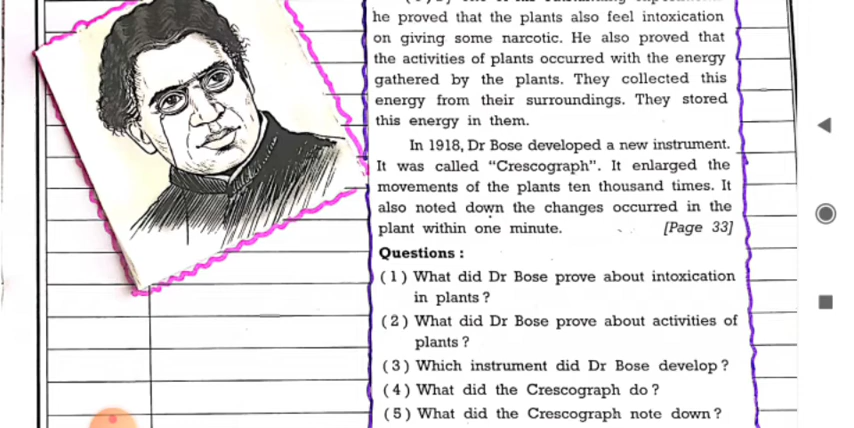 he proved that the plants also feel intoxication
on giving some narcotic. He also proved that
the activities of plants occurred with the energy
gathered by the plants. They collected this
energy from their surroundings. They stored
this energy in them.
In 1918, Dr Bose developed a new instrument.
It was called “Crescograph”. It enlarged the
movements of the plants ten thousand times. It
also noted down the changes occurred in the
plant within one minute. [Page 33]
Questions :
(1) What did Dr Bose prove about intoxication
in plants?
(2) What did Dr Bose prove about activities of
plants?
(3) Which instrument did Dr Bose develop?
(4) What did the Crescograph do?
(5) What did the Crescograph note down?